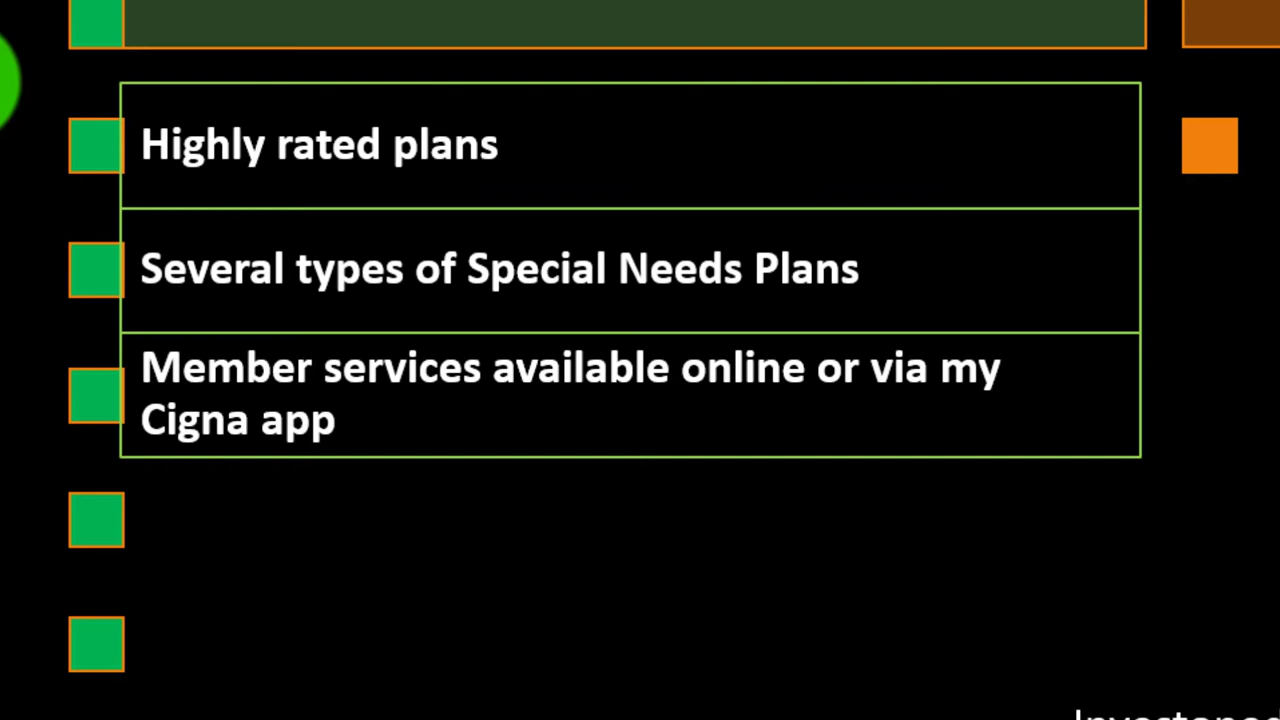 Highly rated plans
Several types of Special Needs Plans
Member services available online or via my
Cigna app